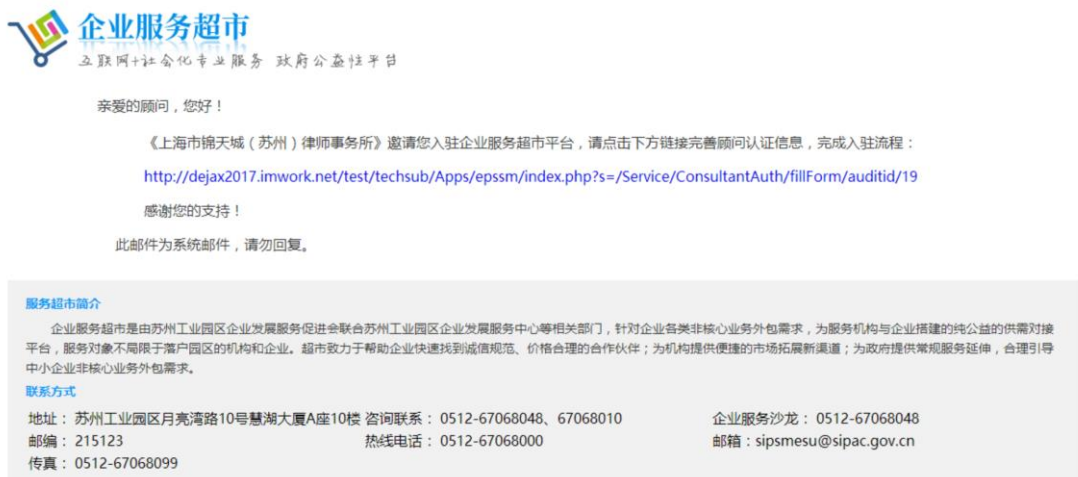 企业服务超市
互联网+社会化专业服务 政府公益性平台
亲爱的顾问，您好！
《上海市锦天城（苏州）律师事务所》邀请您入驻企业服务超市平台，请点击下方链接完善顾问认证信息，完成入驻流程：
http://dejax2017.imwork.net/test/techsub/Apps/epssm/index.php?s=/Service/ConsultantAuth/fillForm/auditid/19
感谢您的支持！
此邮件为系统邮件，请勿回复。
服务超市简介
企业服务超市是由苏州工业园区企业发展服务促进会联合苏州工业园区企业发展服务中心等相关部门，针对企业各类非核心业务外包需求，为服务机构与企业搭建的纯公益的供需对接
平台，服务对象不局限于落户园区的机构和企业。超市致力于帮助企业快速找到诚信规范、价格合理的合作伙伴；为机构提供便捷的市场拓展新渠道；为政府提供常规服务延伸，合理引导
中小企业非核心业务外包需求。
联系方式
地址： 苏州工业园区月亮湾路10号慧湖大厦A座10楼 咨询联系： 0512-67068048、67068010 企业服务沙龙： 0512-67068048
邮编： 215123 热线电话： 0512-67068000 邮箱：sipsmesu@sipac.gov.cn
传真： 0512-67068099